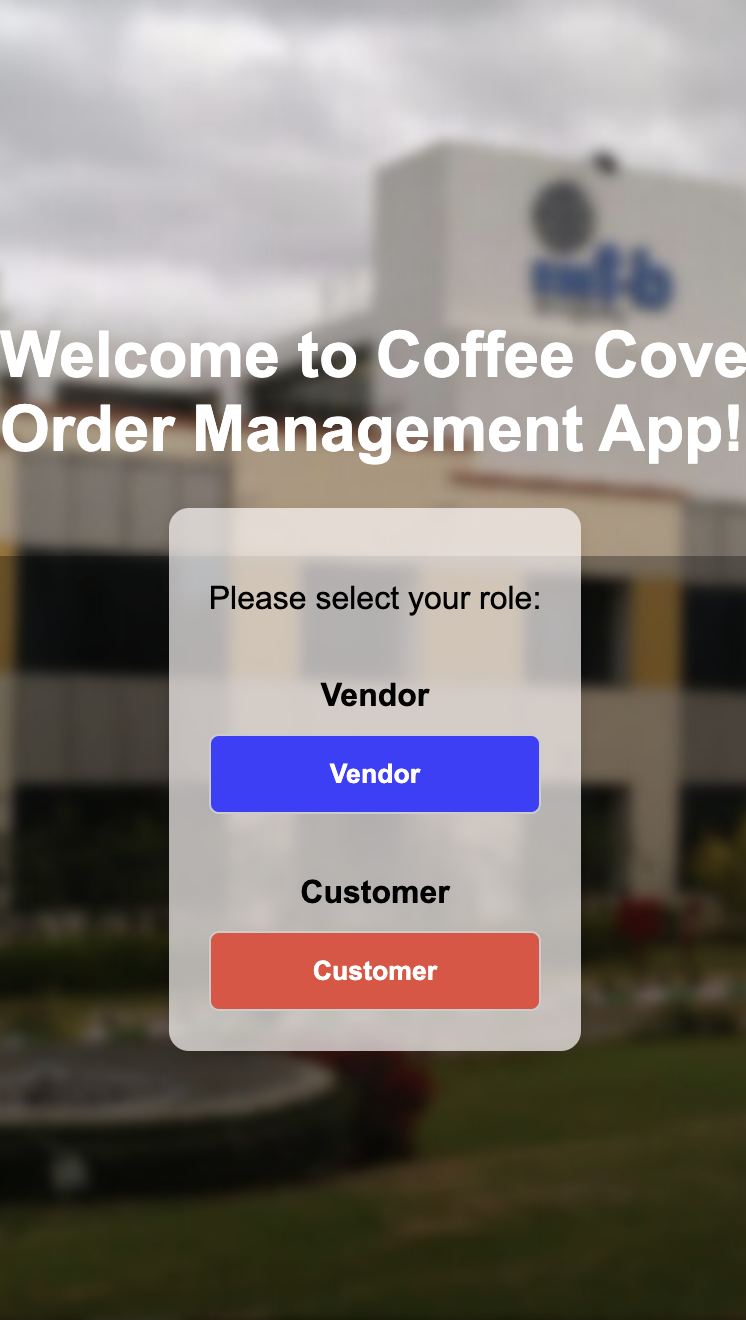 Welcome to Coffee Cove
Order Management App!
Please select your role:
Vendor
Vendor
Customer
Customer